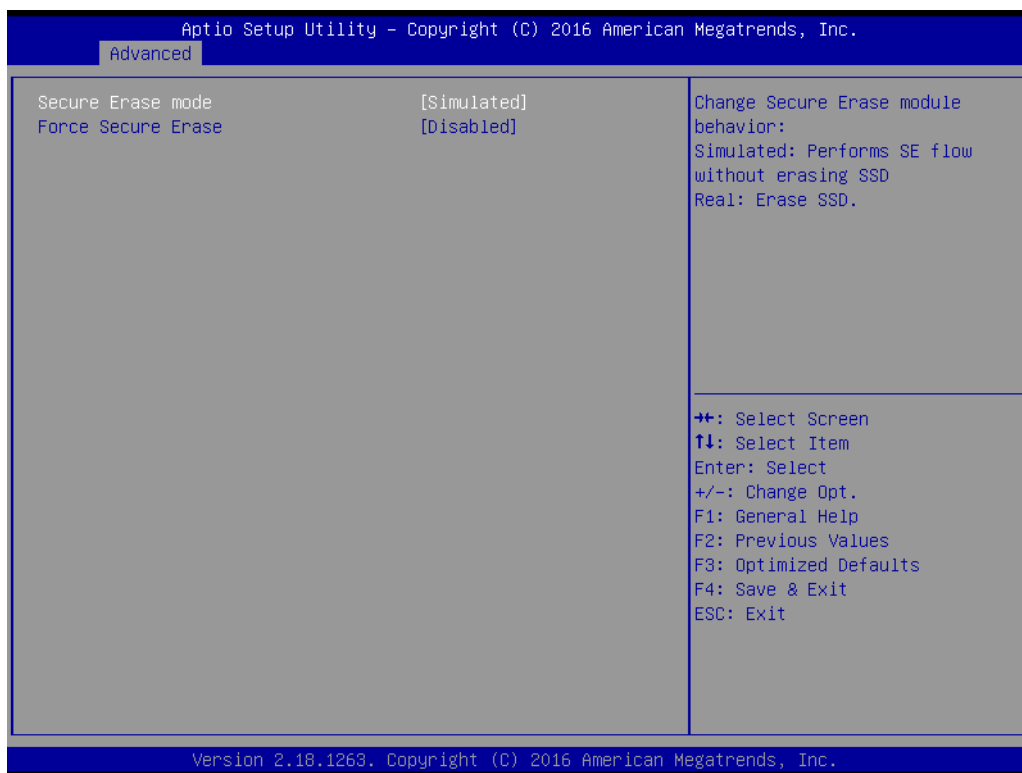 Aptio Setup Utility – Copyright (C) 2016 American Megatrends, Inc.
Advanced
Secure Erase mode [Simulated]
Force Secure Erase [Disabled]
Change Secure Erase module
behavior:
Simulated: Performs SE flow
without erasing SSD
Real: Erase SSD.
→←: Select Screen
↑↓: Select Item
Enter: Select
+/-: Change Opt.
F1: General Help
F2: Previous Values
F3: Optimized Defaults
F4: Save & Exit
ESC: Exit
Version 2.18.1263. Copyright (C) 2016 American Megatrends, Inc.